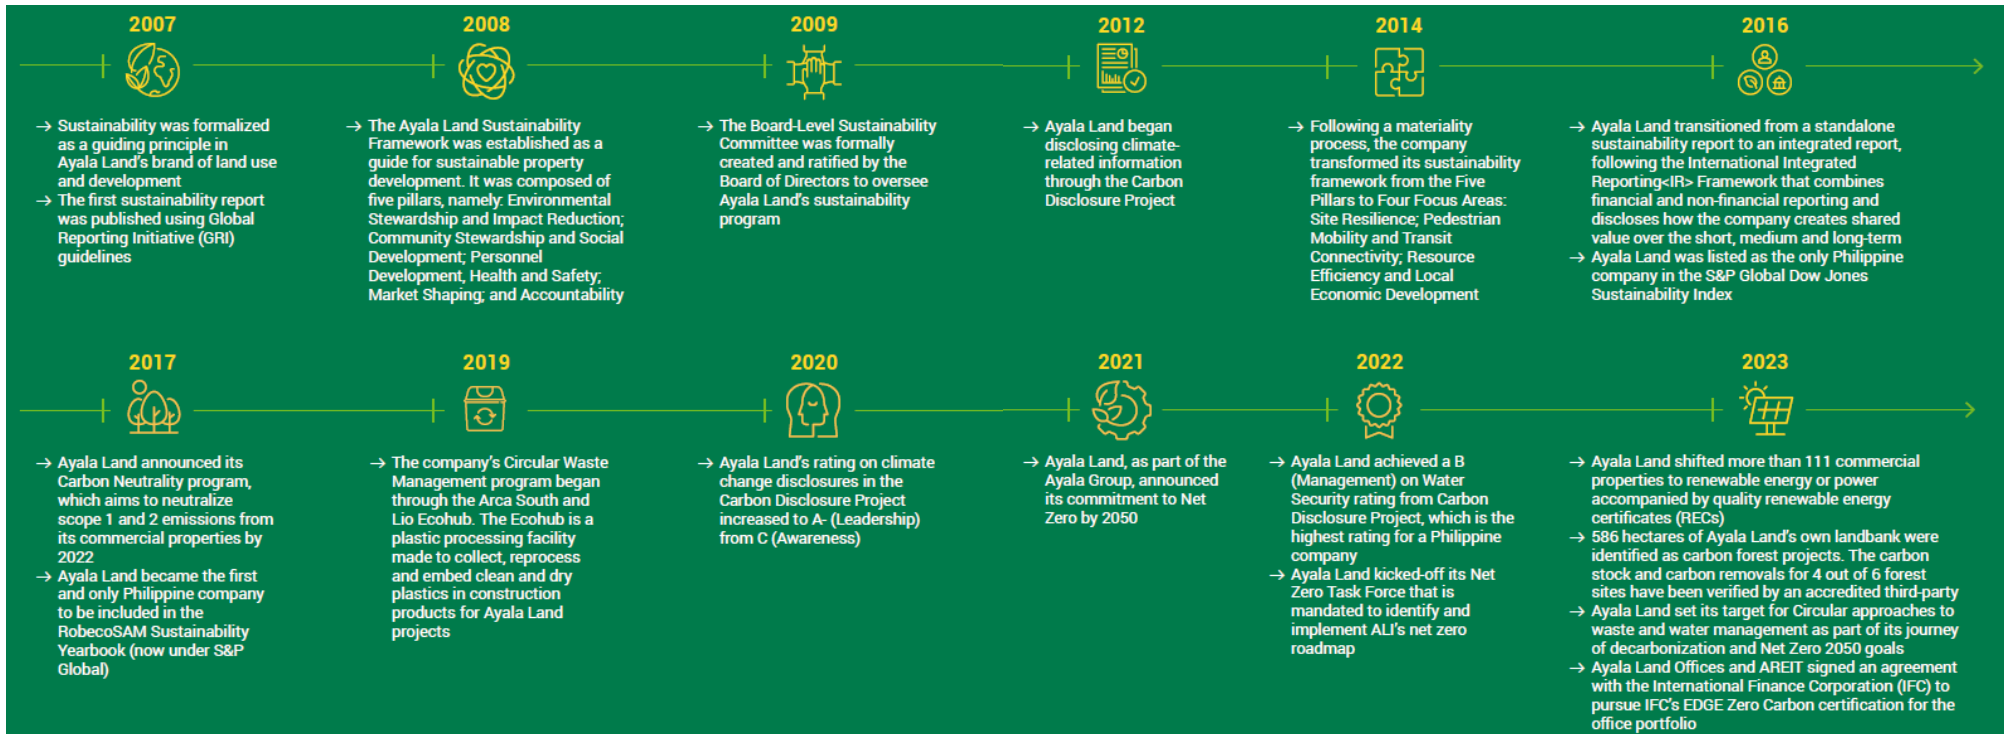 2007
→ Sustainability was formalized
as a guiding principle in
Ayala Land's brand of land use
and development
→ The first sustainability report
was published using Global
Reporting Initiative (GRI)
guidelines
2008
→ The Ayala Land Sustainability
Framework was established as a
guide for sustainable property
development. It was composed of
five pillars, namely: Environmental
Stewardship and Impact Reduction;
Community Stewardship and Social
Development; Personnel
Development, Health and Safety;
Market Shaping; and Accountability
2009
→ The Board-Level Sustainability
Committee was formally
created and ratified by the
Board of Directors to oversee
Ayala Land's sustainability
program
2012
→ Ayala Land began
disclosing climate-
related information
through the Carbon
Disclosure Project
2014
→ Following a materiality
process, the company
transformed its sustainability
framework from the Five
Pillars to Four Focus Areas:
Site Resilience; Pedestrian
Mobility and Transit
Connectivity; Resource
Efficiency and Local
Economic Development
2016
→ Ayala Land transitioned from a standalone
sustainability report to an integrated report,
following the International Integrated
Reporting<IR> Framework that combines
financial and non-financial reporting and
discloses how the company creates shared
value over the short, medium and long-term
→ Ayala Land was listed as the only Philippine
company in the S&P Global Dow Jones
Sustainability Index
2017
→ Ayala Land announced its
Carbon Neutrality program,
which aims to neutralize
scope 1 and 2 emissions from
its commercial properties by
2022
→ Ayala Land became the first
and only Philippine company
to be included in the
RobecoSAM Sustainability
Yearbook (now under S&P
Global)
2019
→ The company's Circular Waste
Management program began
through the Arca South and
Lio Ecohub. The Ecohub is a
plastic processing facility
made to collect, reprocess
and embed clean and dry
plastics in construction
products for Ayala Land
projects
2020
→ Ayala Land's rating on climate
change disclosures in the
Carbon Disclosure Project
increased to A- (Leadership)
from C (Awareness)
2021
→ Ayala Land, as part of the
Ayala Group, announced
its commitment to Net
Zero by 2050
2022
→ Ayala Land achieved a B
(Management) on Water
Security rating from Carbon
Disclosure Project, which is the
highest rating for a Philippine
company
→ Ayala Land kicked-off its Net
Zero Task Force that is
mandated to identify and
implement ALI's net zero
roadmap
2023
→ Ayala Land shifted more than 111 commercial
properties to renewable energy or power
accompanied by quality renewable energy
certificates (RECs)
→ 586 hectares of Ayala Land's own landbank were
identified as carbon forest projects. The carbon
stock and carbon removals for 4 out of 6 forest
sites have been verified by an accredited third-party
→ Ayala Land set its target for Circular approaches to
waste and water management as part of its journey
of decarbonization and Net Zero 2050 goals
→ Ayala Land Offices and AREIT signed an agreement
with the International Finance Corporation (IFC) to
pursue IFC's EDGE Zero Carbon certification for the
office portfolio